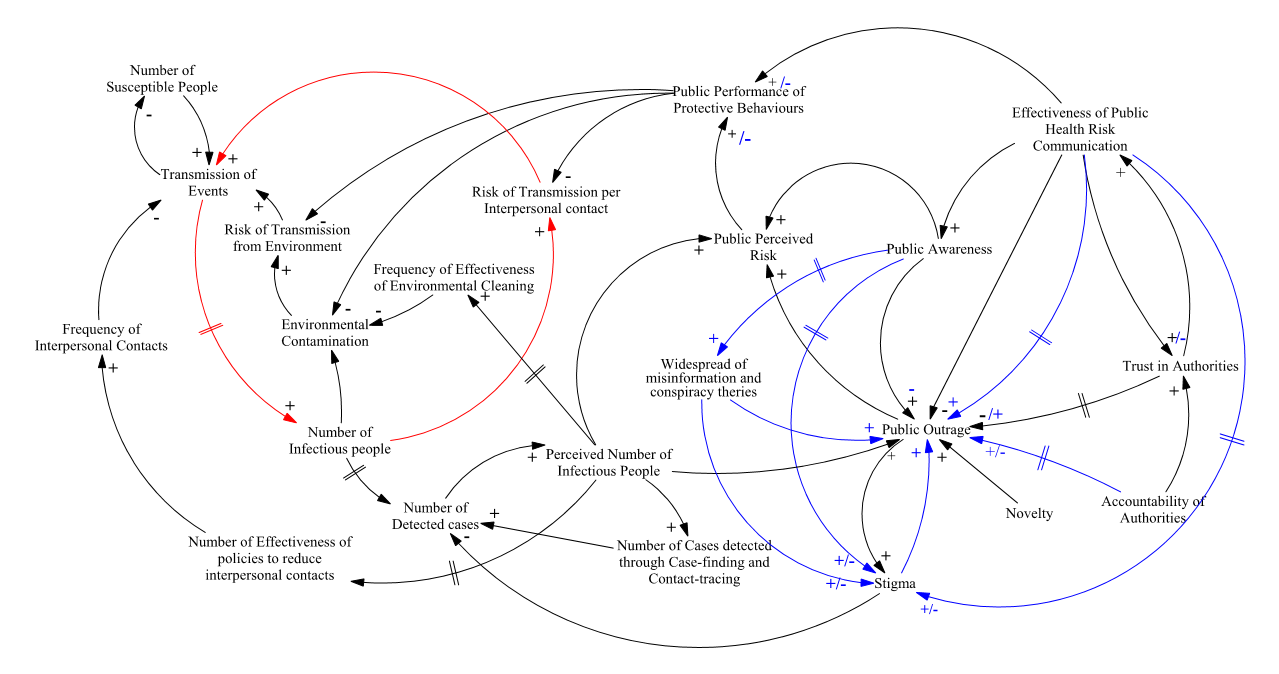 Number of
Susceptible People
Transmission of
Events
Risk of Transmission
from Environment
Frequency of Effectiveness
of Environmental Cleaning
Environmental
Contamination
Frequency of
Interpersonal Contacts
Number of
Infectious people
Number of
Detected cases
Number of Effectiveness of
policies to reduce
interpersonal contacts
Public Performance of
Protective Behaviours
Risk of Transmission per
Interpersonal contact
Public Perceived
Risk
Public Awareness
Effectiveness of Public
Health Risk
Communication
Widespread of
misinformation and
conspiracy theries
Trust in Authorities
Public Outrage
Perceived Number of
Infectious People
Number of Cases detected
through Case-finding and
Contact-tracing
Novelty
Accountability of
Authorities
Stigma
-
+
+
+
-
+
-
-
-
-
+
+
+
+
+
+
-
+
+
+
+ /-
+ /-
+
+
+
+
+
+
+/-
+
-
+
-
+
- /+
+
+/-
+
+
+
+
+/-
+/-
+/-